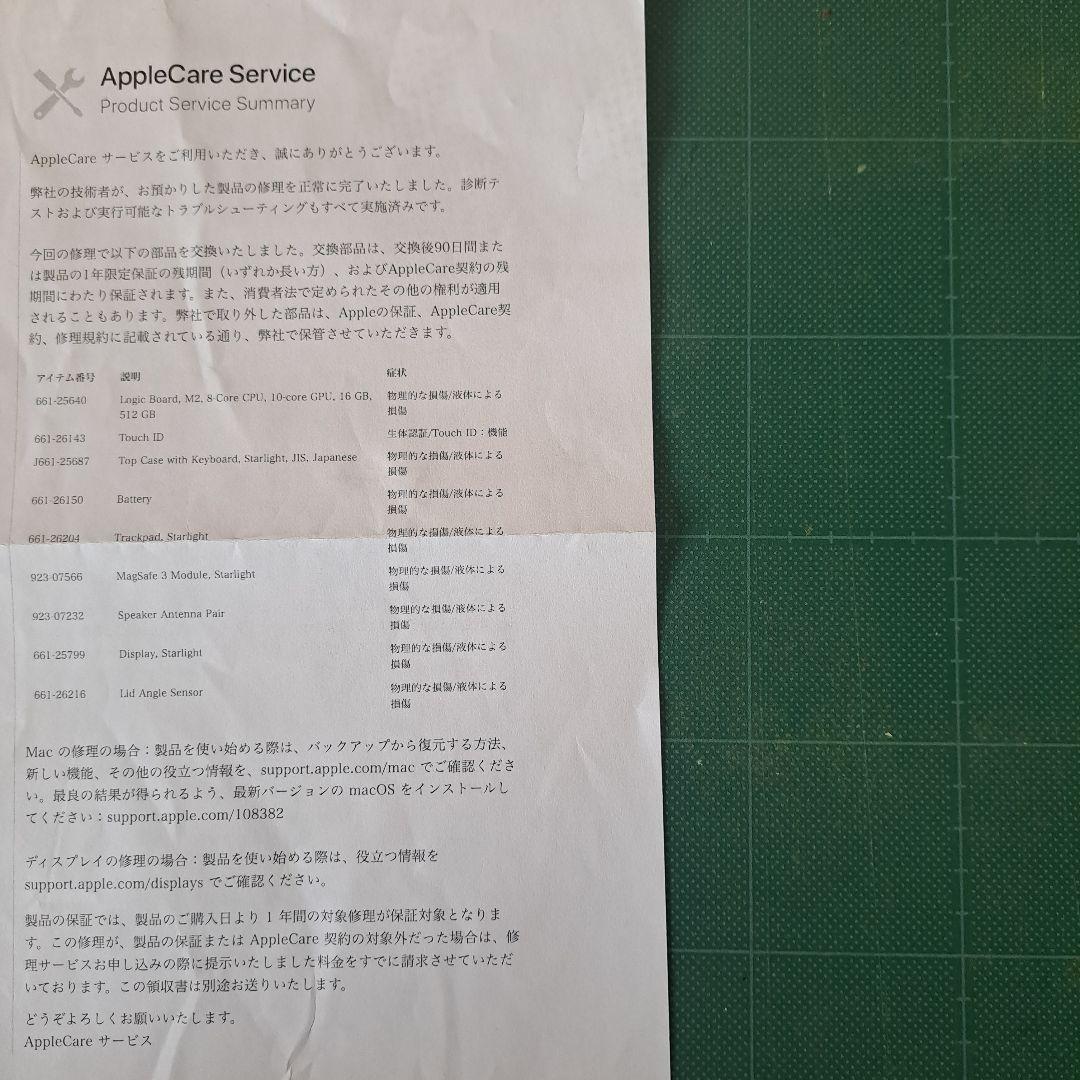 AppleCare Service
Product Service Summary
AppleCare サービスをご利用いただき、誠にありがとうございます。
弊社の技術者が、お預かりした製品の修理を正常に完了いたしました。診断テ
ストおよび実行可能なトラブルシューティングもすべて実施済みです。
今回の修理で以下の部品を交換いたしました。交換部品は、交換後90日間また
は製品の1年限定保証の残期間（いずれか長い方）、およびAppleCare契約の残
期間にわたり保証されます。また、消費者法で定められたその他の権利が適用
されることもあります。弊社で取り外した部品は、Appleの保証、AppleCare契
約、修理規約に記載されている通り、弊社で保管させていただきます。
アイテム番号 説明 症状
661-25640 Logic Board, M2, 8-Core CPU, 10-core GPU, 16 GB, 物理的な損傷/液体による
512 GB 損傷
661-26143 Touch ID 生体認証/Touch ID：機能
J661-25687 Top Case with Keyboard, Starlight, JIS, Japanese 物理的な損傷/液体による
損傷
661-26150 Battery 物理的な損傷/液体による
損傷
661-26204 Trackpad, Starlight 物理的な損傷/液体による
損傷
923-07566 MagSafe 3 Module, Starlight 物理的な損傷/液体による
損傷
923-07232 Speaker Antenna Pair 物理的な損傷/液体による
損傷
661-25799 Display, Starlight 物理的な損傷/液体による
損傷
661-26216 Lid Angle Sensor 物理的な損傷/液体による
損傷
Mac の修理の場合：製品を使い始める際は、バックアップから復元する方法、
新しい機能、その他の役立つ情報を、support.apple.com/mac でご確認くださ
い。最良の結果が得られるよう、最新バージョンの macOS をインストールし
てください：support.apple.com/108382
ディスプレイの修理の場合：製品を使い始める際は、役立つ情報を
support.apple.com/displays でご確認ください。
製品の保証では、製品のご購入日より 1 年間の対象修理が保証対象となりま
す。この修理が、製品の保証または AppleCare 契約の対象外だった場合は、修
理サービスお申し込みの際に提示いたしました料金をすでに請求させていただ
いております。この領収書は別途お送りいたします。
どうぞよろしくお願いいたします。
AppleCare サービス